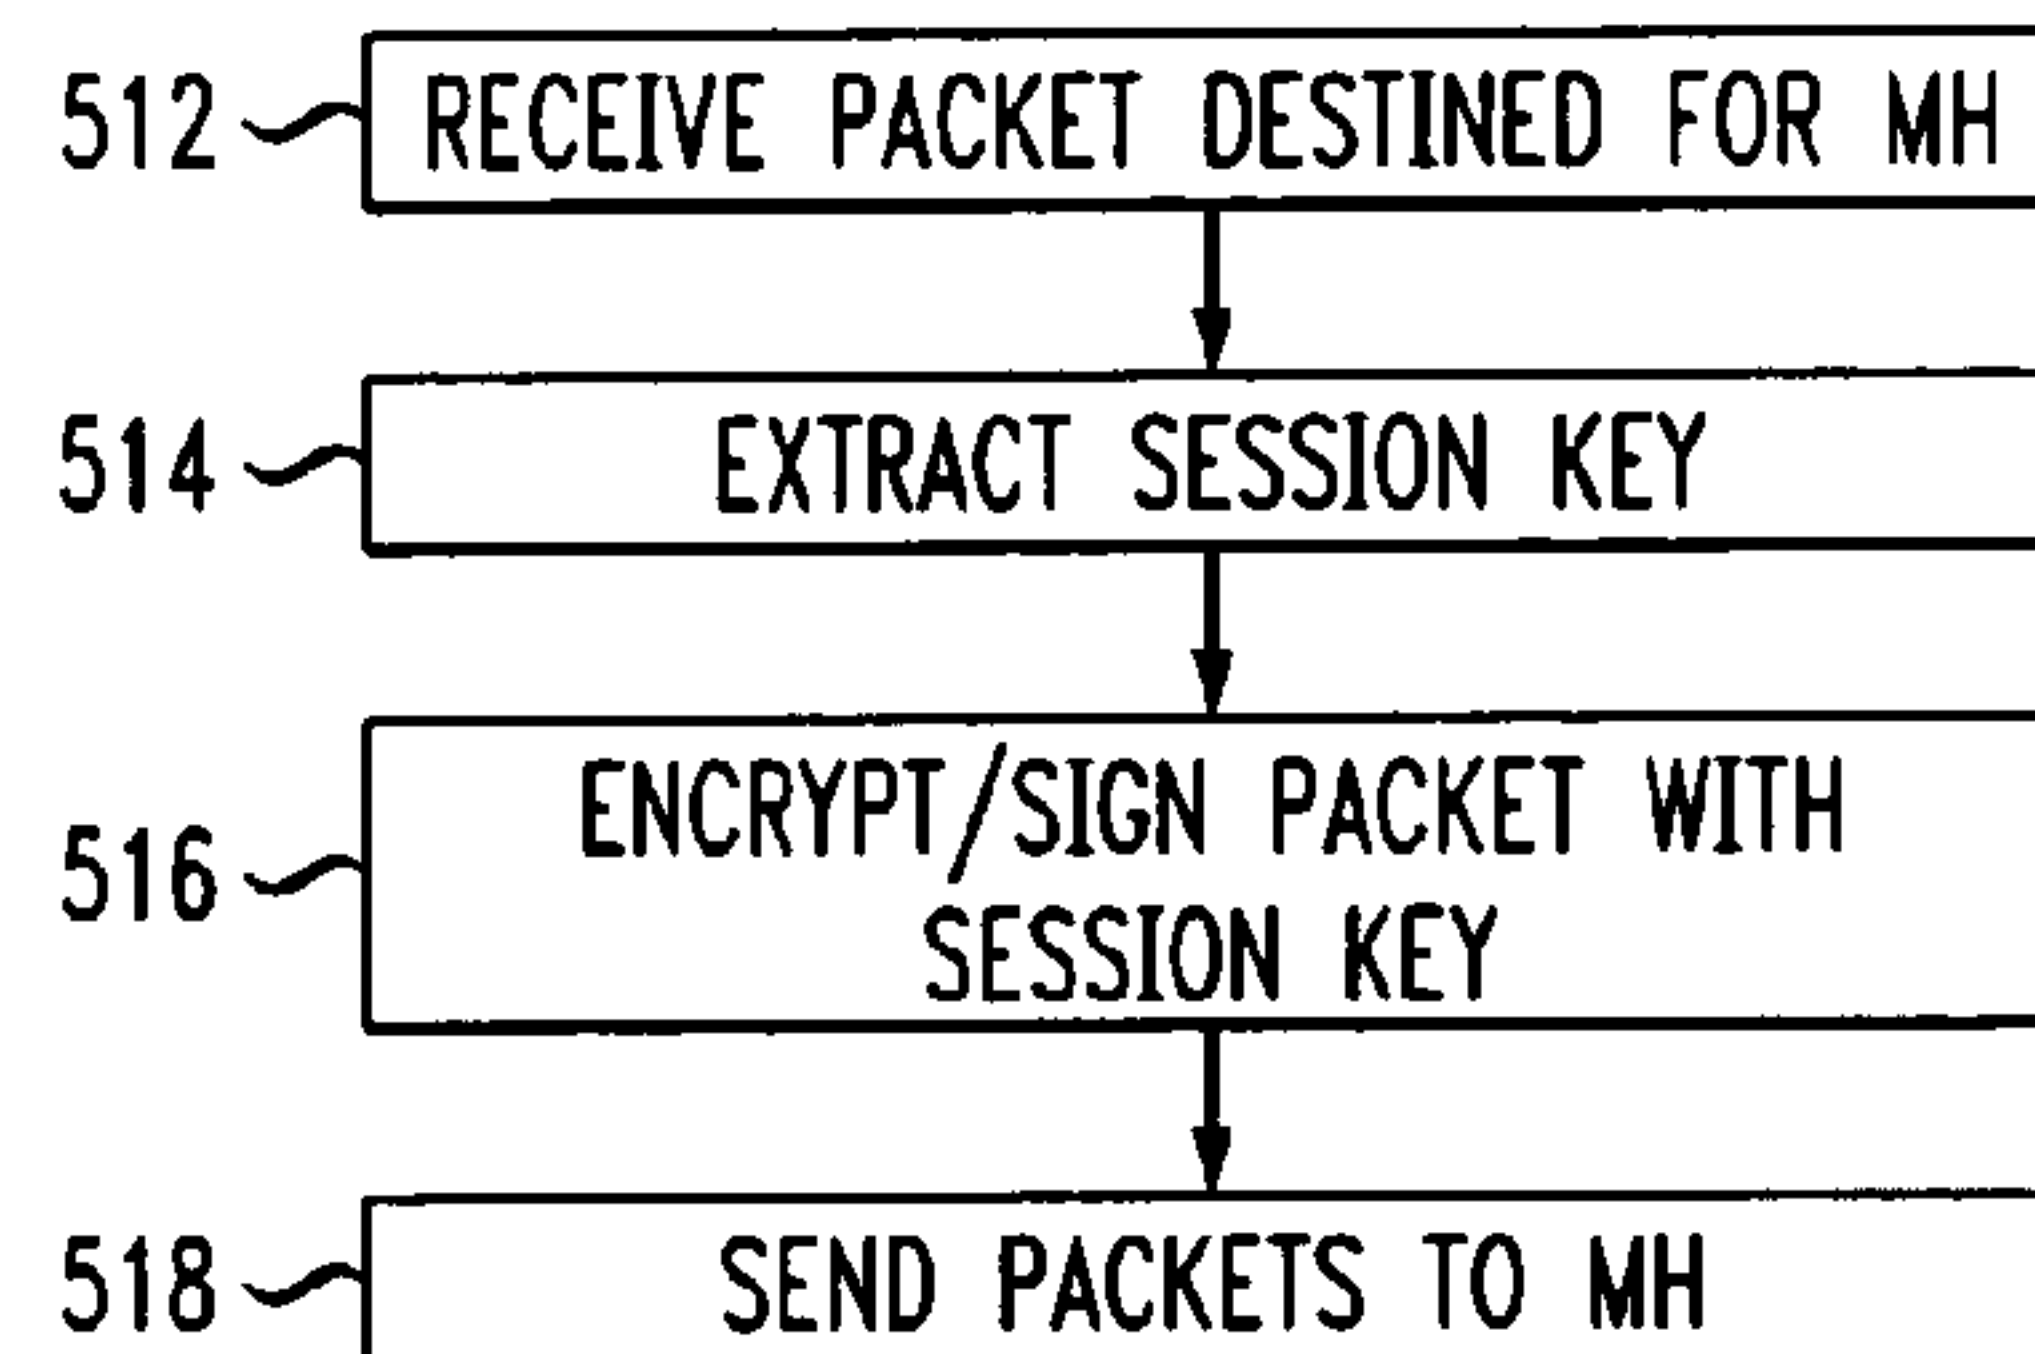 512 RECEIVE PACKET DESTINED FOR MH
514 EXTRACT SESSION KEY
516 ENCRYPT/SIGN PACKET WITH
SESSION KEY
518 SEND PACKETS TO MH